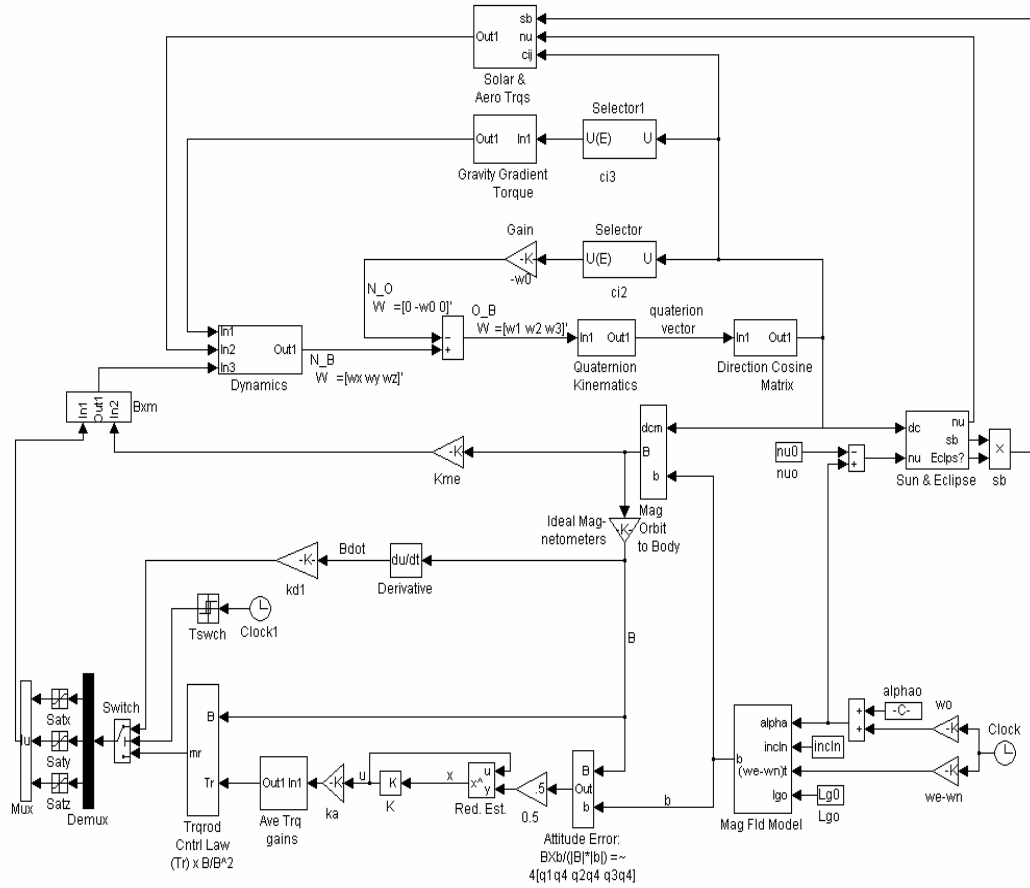 sb
nu
cij
Out1
Solar &
Aero Trqs
Selector1
Out1
In1
U(E)
U
Gravity Gradient
Torque
ci3
Gain
Selector
-K-
U(E)
U
-w0
ci2
N_O
W =[0 -w0 0]'
O_B
W =[w1 w2 w3]'
quaterion
vector
In1
In2
In3
Out1
Dynamics
N_B
W =[wx wy wz]'
−
+
In1
Out1
Quaternion
Kinematics
In1
Out1
Direction Cosine
Matrix
In1
Out1
In2
Bxm
-K-
Kme
dcm
B
b
Mag
Orbit
to Body
nu0
nuo
−
+
dc
nu
nu
sb
Eclps?
Sun & Eclipse
×
sb
Ideal Mag-
netometers
-K-
-K-
kd1
Bdot
du/dt
Derivative
Tswch
Clock1
B
Switch
Satx
Saty
Satz
Mux
Demux
B
mr
Tr
Trqrod
Cntrl Law
(Tr) x B/B^2
Out1 In1
Ave Trq
gains
-K-
ka
u
K
K
x
u
x^
y
Red. Est.
.5
0.5
B
Out
b
Attitude Error:
BXb/(|B|*|b|) =~
4[q1q4 q2q4 q3q4]
b
b
alpha
incln
(we-wn)t
lgo
Mag Fld Model
+
+
alphao
-C-
wo
-K-
Clock
incln
-K-
we-wn
Lg0
Lgo